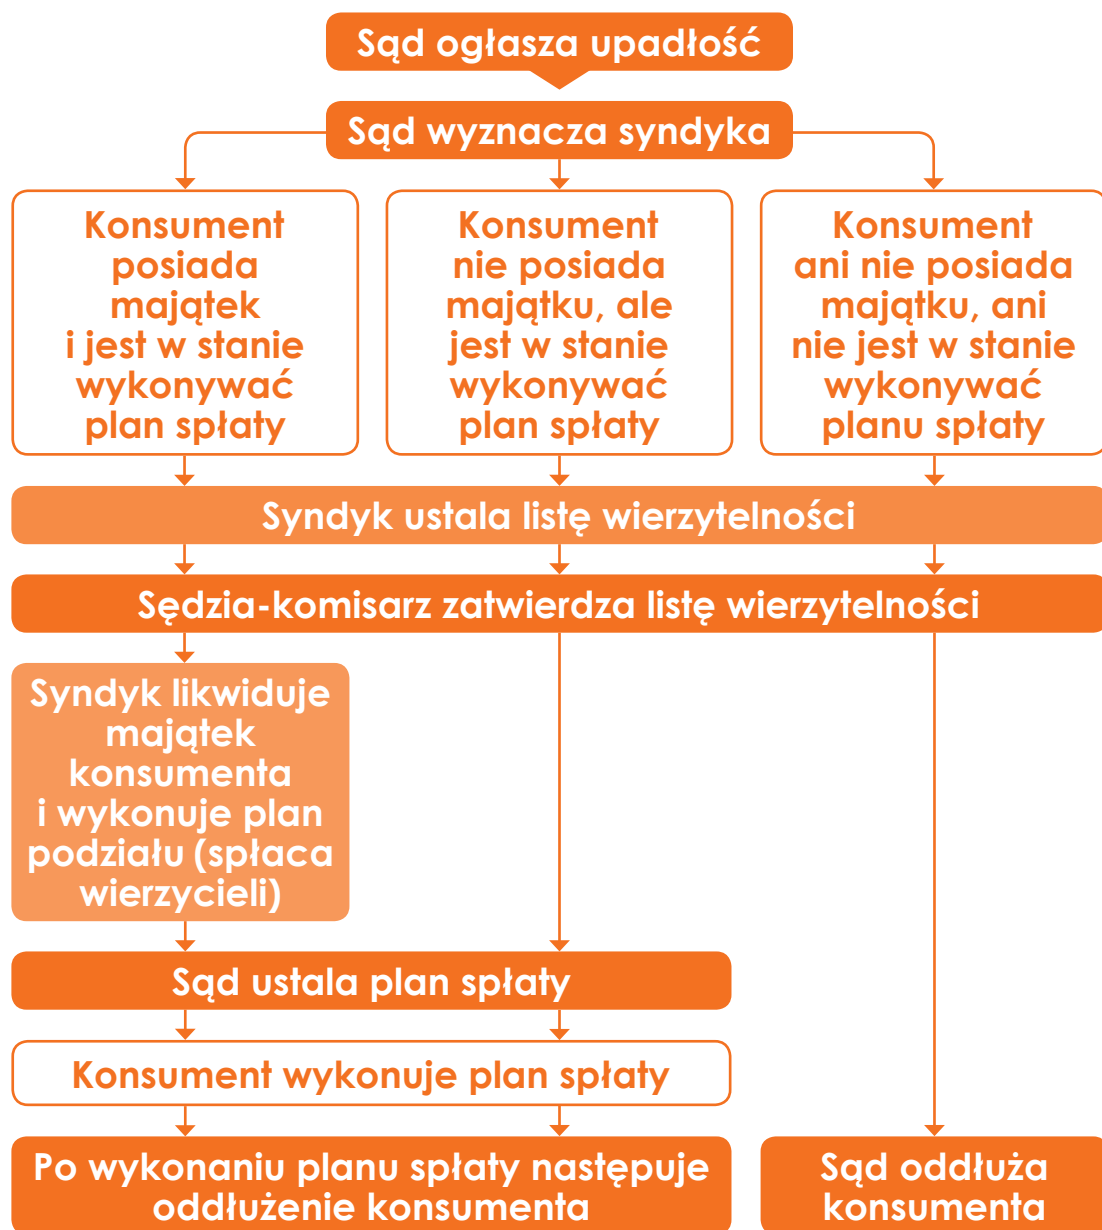 Sąd ogłasza upadłość
Sąd wyznacza syndyka
Konsument
posiada
majątek
i jest w stanie
wykonywać
plan spłaty
Konsument
nie posiada
majątku, ale
jest w stanie
wykonywać
plan spłaty
Konsument
ani nie posiada
majątku, ani
nie jest w stanie
wykonywać
planu spłaty
Syndyk ustala listę wierzytelności
Sędzia-komisarz zatwierdza listę wierzytelności
Syndyk likwiduje
majątek
konsumenta
i wykonuje plan
podziału (spłaca
wierzycieli)
Sąd ustala plan spłaty
Konsument wykonuje plan spłaty
Po wykonaniu planu spłaty następuje
oddłużenie konsumenta
Sąd oddłuża
konsumenta